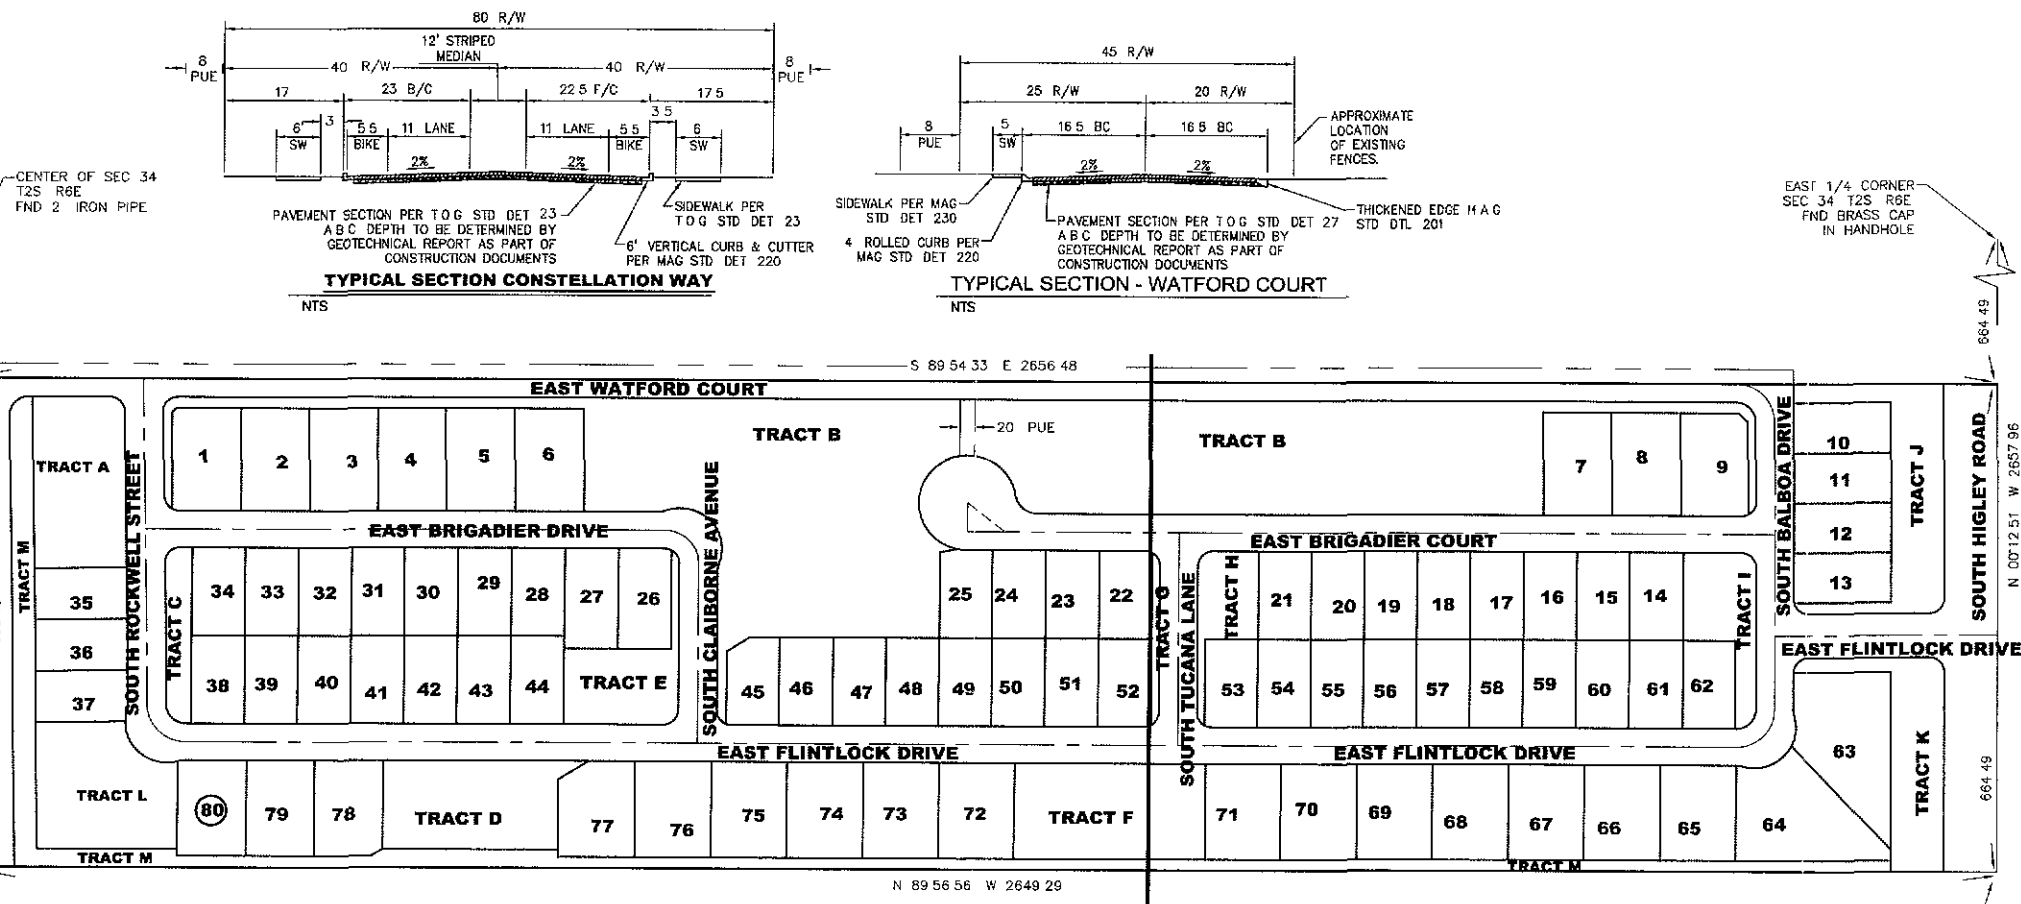 80 R/W
12' STRIPED
MEDIAN
8
PUE
40 R/W
40 R/W
8
PUE
17
23 B/C
22 5 F/C
17 5
3
3 5
6'
SW
5 5
BIKE
11 LANE
11 LANE
5 5
BIKE
6
SW
2%
2%
CENTER OF SEC 34
T2S R6E
FND 2 IRON PIPE
PAVEMENT SECTION PER T O G STD DET 23
A B C DEPTH TO BE DETERMINED BY
GEOTECHNICAL REPORT AS PART OF
CONSTRUCTION DOCUMENTS
SIDEWALK PER
T O G STD DET 23
6' VERTICAL CURB & CUTTER
PER MAG STD DET 220
TYPICAL SECTION CONSTELLATION WAY
NTS
45 R/W
25 R/W
20 R/W
8
PUE
5
SW
16 5 BC
16 5 BC
2%
2%
APPROXIMATE
LOCATION
OF EXISTING
FENCES.
SIDEWALK PER MAG
STD DET 230
4 ROLLED CURB PER
MAG STD DET 220
PAVEMENT SECTION PER T O G STD DET 27
A B C DEPTH TO BE DETERMINED BY
GEOTECHNICAL REPORT AS PART OF
CONSTRUCTION DOCUMENTS
THICKENED EDGE M A G
STD DTL 201
TYPICAL SECTION - WATFORD COURT
NTS
EAST 1/4 CORNER
SEC 34 T2S R6E
FND BRASS CAP
IN HANDHOLE
664 49
S 89 54 33 E 2656 48
EAST WATFORD COURT
TRACT A
1
2
3
4
5
6
TRACT B
20 PUE
TRACT B
7
8
9
10
11
12
13
TRACT J
SOUTH HIGLEY ROAD
N 00°12 51 W 2657 96
SOUTH BALBOA DRIVE
SOUTH ROCKWELL STREET
TRACT M
EAST BRIGADIER DRIVE
SOUTH CLAIBORNE AVENUE
EAST BRIGADIER COURT
35
36
37
TRACT C
34
33
32
31
30
29
28
27
26
25
24
23
22
TRACT G
SOUTH TUCANA LANE
TRACT H
21
20
19
18
17
16
15
14
TRACT I
EAST FLINTLOCK DRIVE
38
39
40
41
42
43
44
TRACT E
45
46
47
48
49
50
51
52
53
54
55
56
57
58
59
60
61
62
EAST FLINTLOCK DRIVE
EAST FLINTLOCK DRIVE
63
TRACT K
664 49
TRACT L
80
79
78
TRACT D
77
76
75
74
73
72
TRACT F
71
70
69
68
67
66
65
64
TRACT M
TRACT M
N 89 56 56 W 2649 29